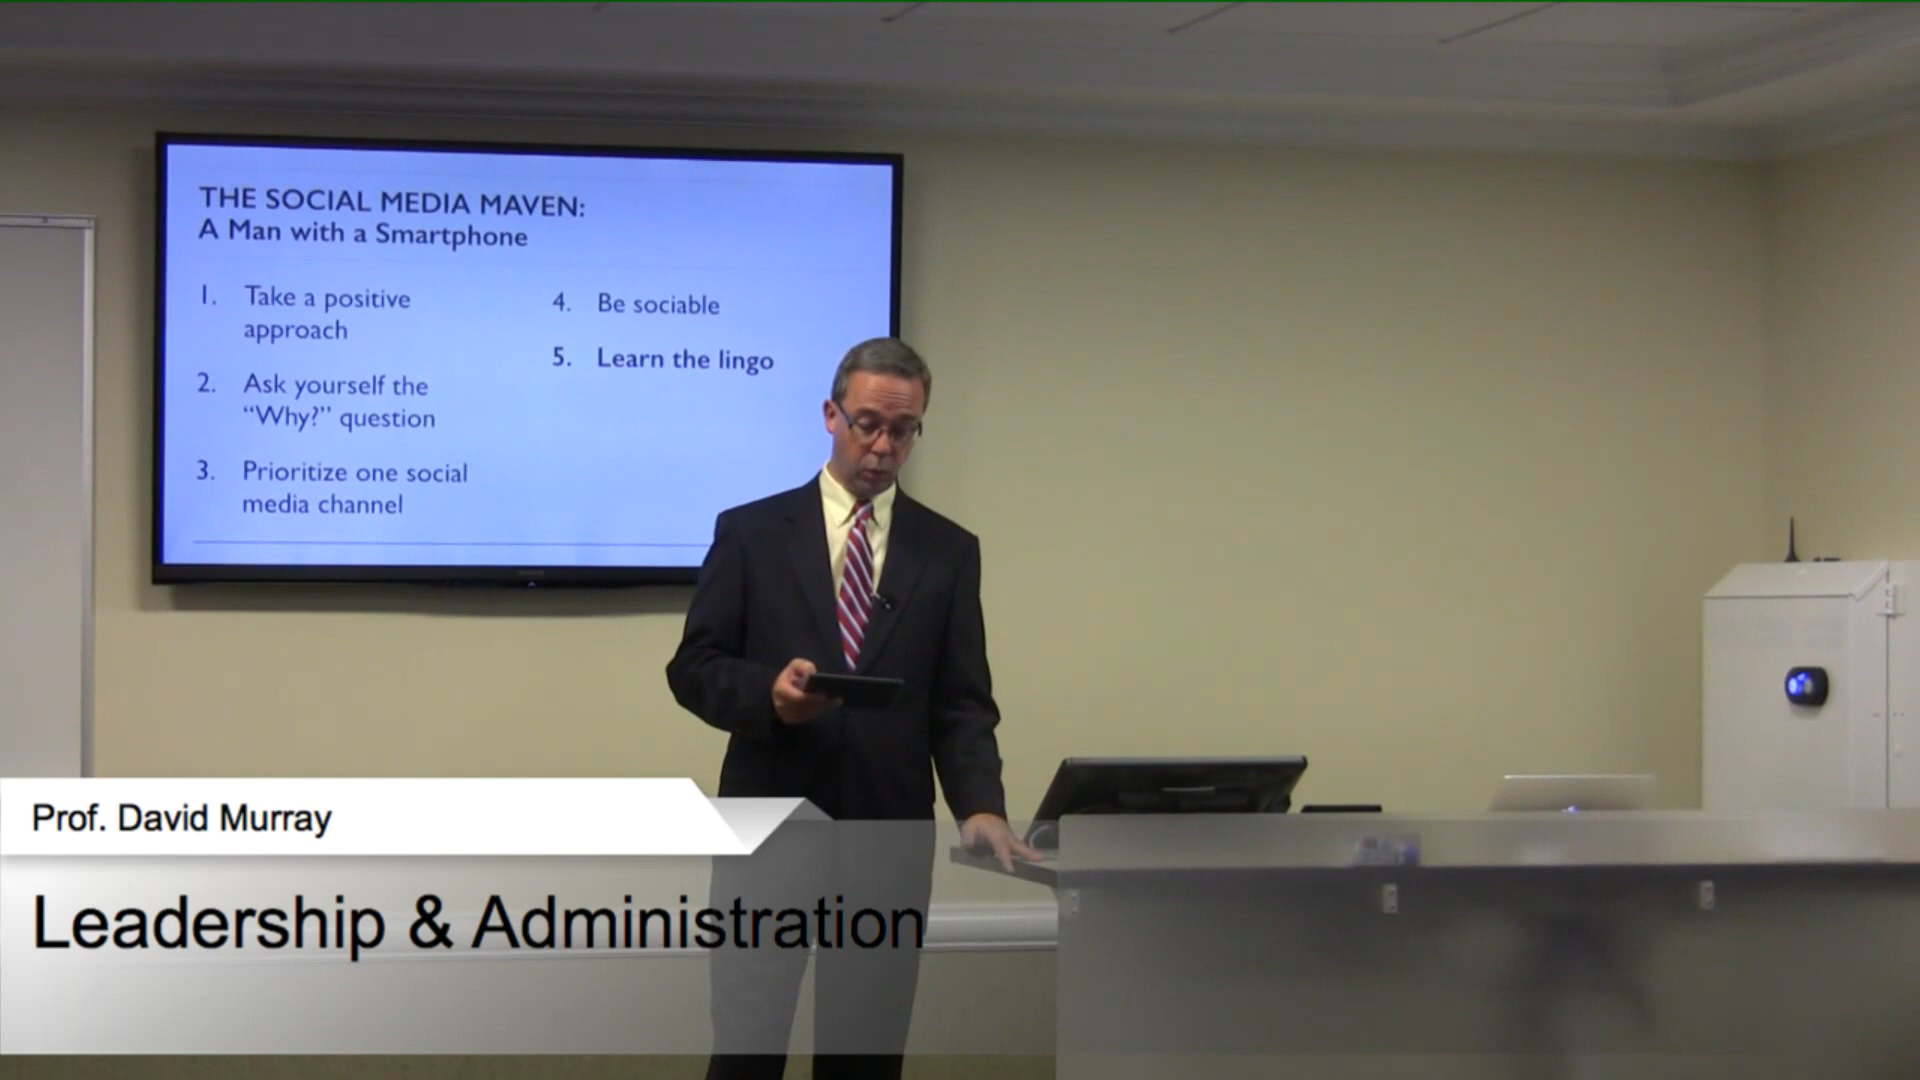 THE SOCIAL MEDIA MAVEN:
A Man with a Smartphone
1. Take a positive
approach
2. Ask yourself the
“Why?” question
3. Prioritize one social
media channel
4. Be sociable
5. Learn the lingo
Prof. David Murray
Leadership & Administration